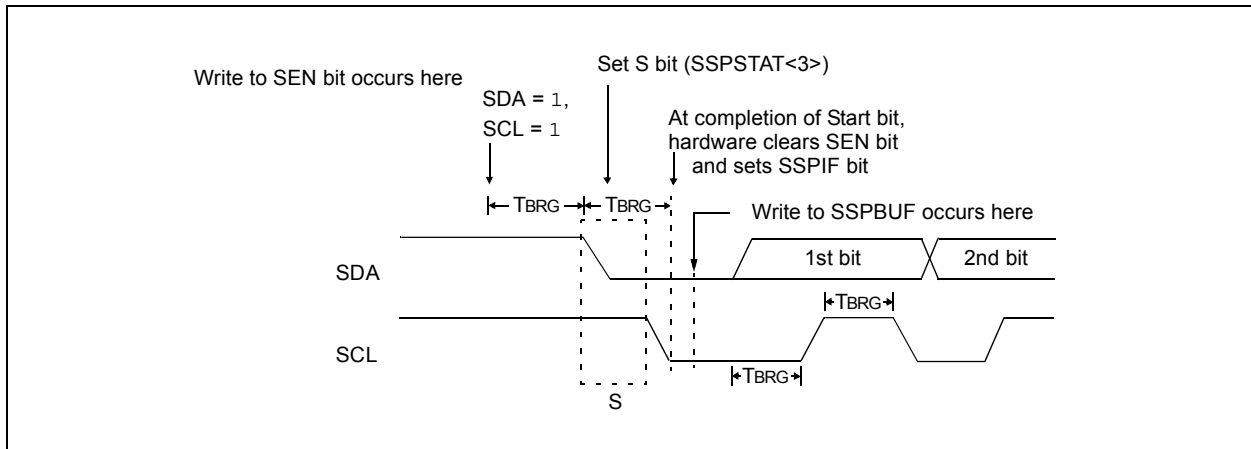 Write to SEN bit occurs here
Set S bit (SSPSTAT<3>)
SDA = 1,
SCL = 1
At completion of Start bit,
hardware clears SEN bit
and sets SSPIF bit
TBRG
TBRG
Write to SSPBUF occurs here
SDA
1st bit
2nd bit
TBRG
SCL
TBRG
S